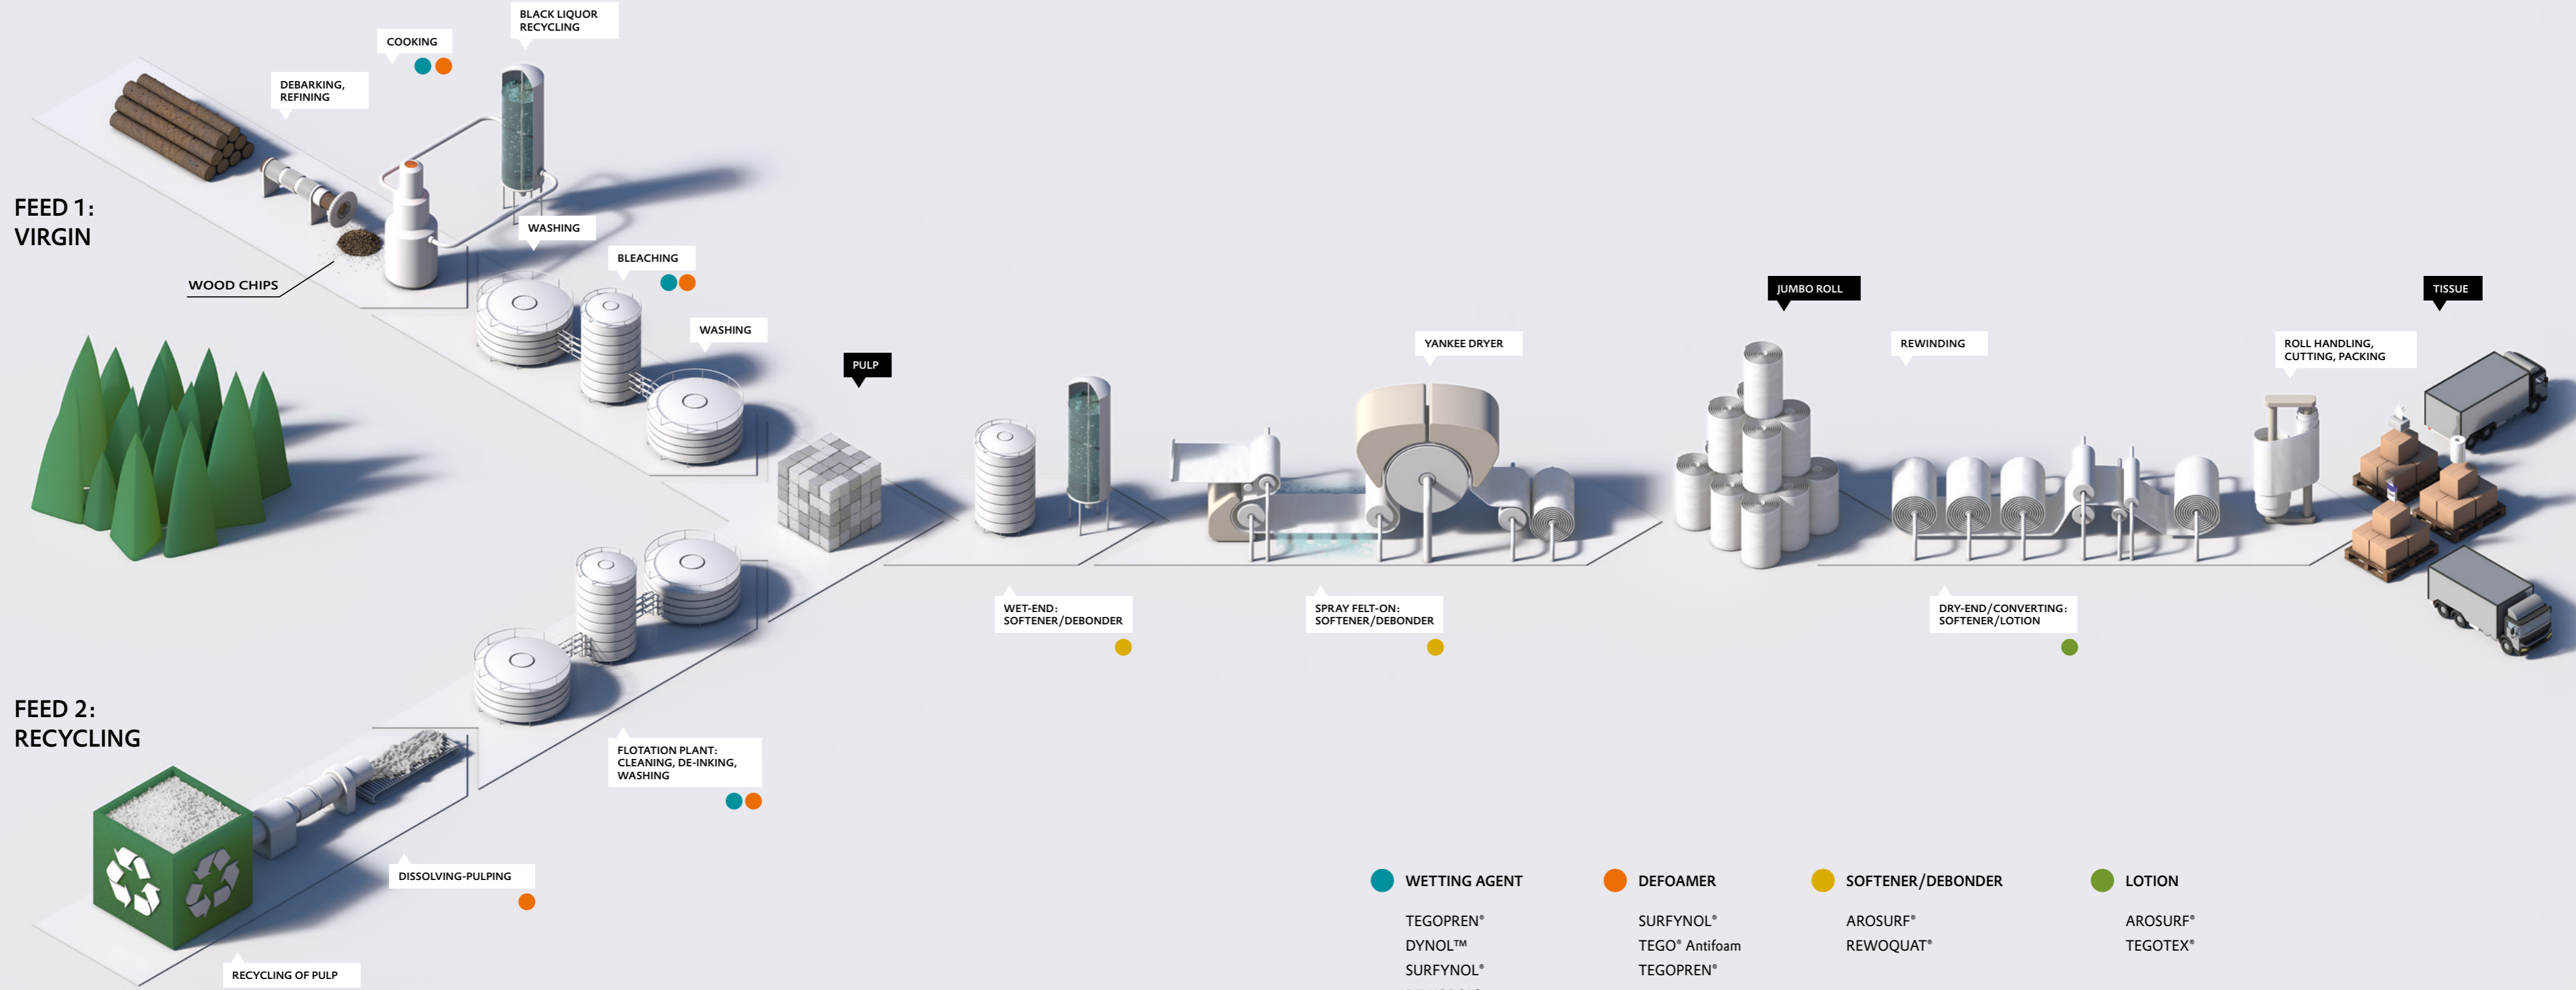 BLACK LIQUOR
RECYCLING
COOKING
DEBARKING,
REFINING
FEED 1:
VIRGIN
WOOD CHIPS
WASHING
BLEACHING
WASHING
PULP
JUMBO ROLL
TISSUE
YANKEE DRYER
REWINDING
ROLL HANDLING,
CUTTING, PACKING
WET-END:
SOFTENER/DEBONDER
SPRAY FELT-ON:
SOFTENER/DEBONDER
DRY-END/CONVERTING:
SOFTENER/LOTION
FEED 2:
RECYCLING
FLOTATION PLANT:
CLEANING, DE-INKING,
WASHING
DISSOLVING-PULPING
RECYCLING OF PULP
WETTING AGENT
TEGOPREN®
DYNOL™
SURFYNOL®
DEFOAMER
SURFYNOL®
TEGO® Antifoam
TEGOPREN®
SOFTENER/DEBONDER
AROSURF®
REWOQUAT®
LOTION
AROSURF®
TEGOTEX®